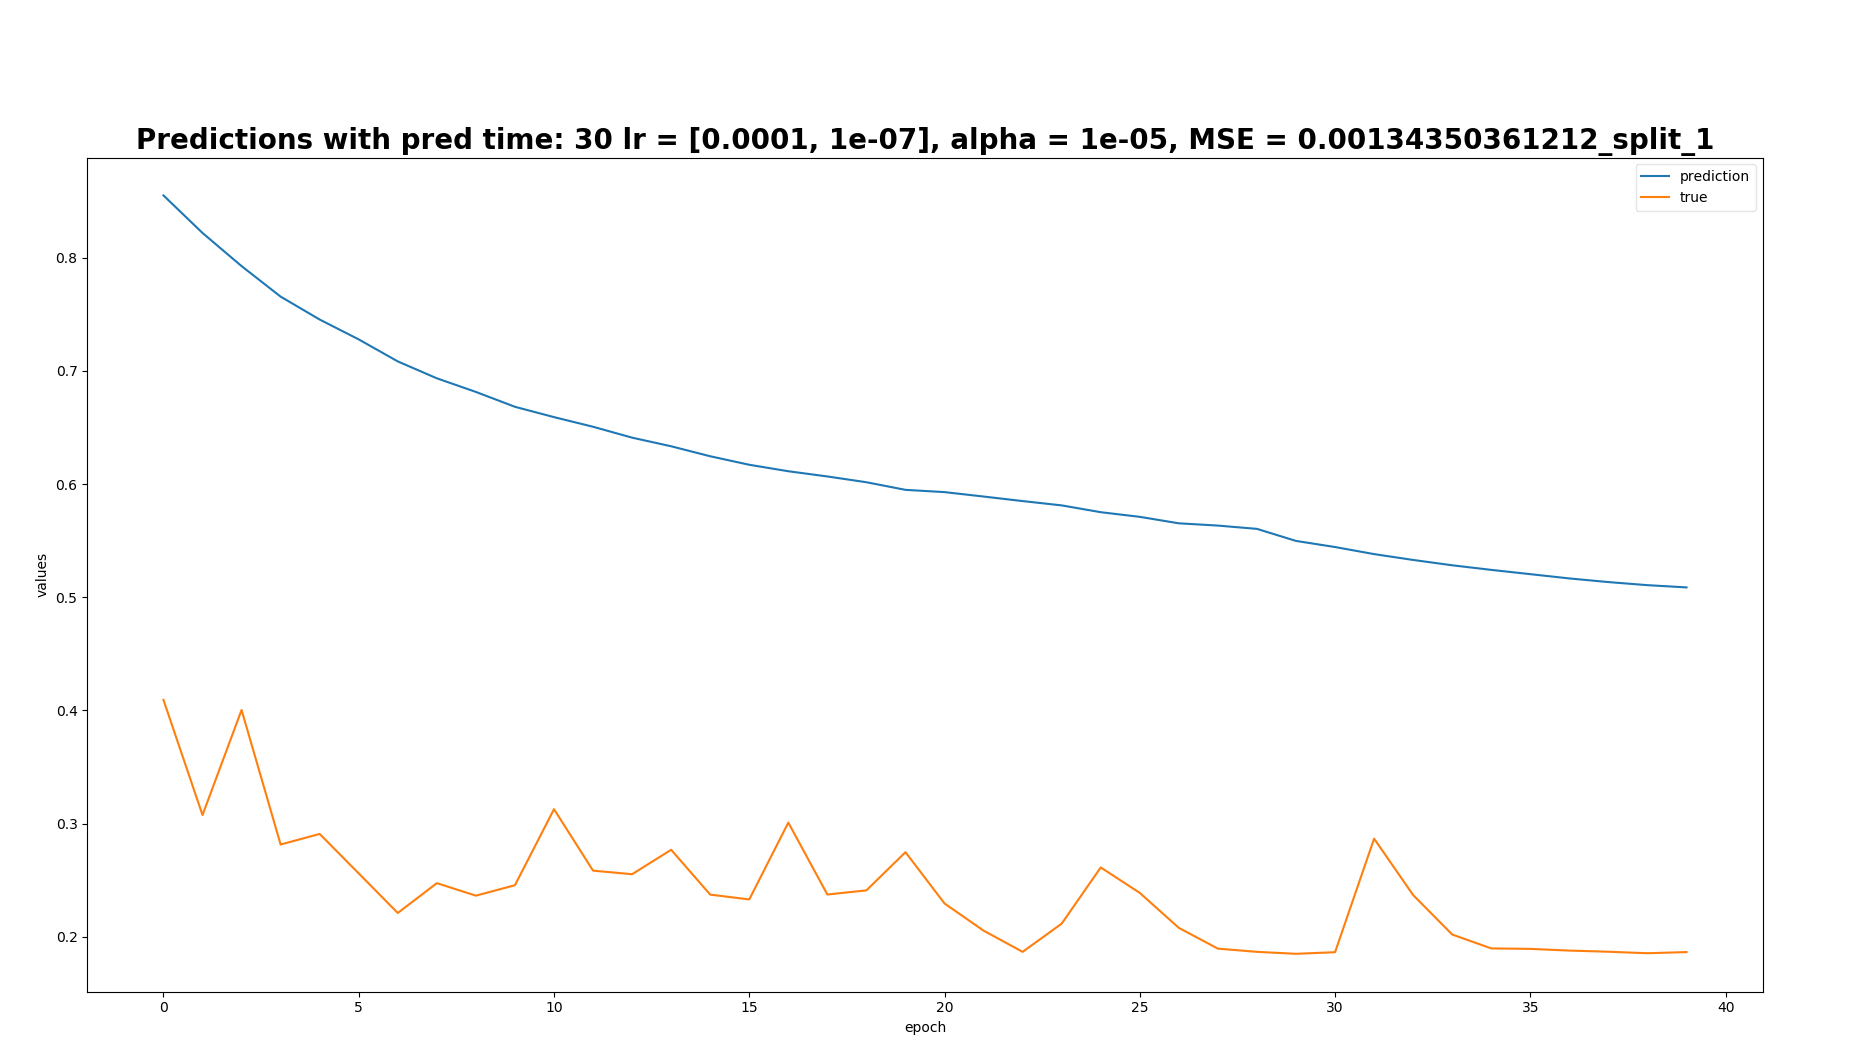 Predictions with pred time: 30 lr = [0.0001, 1e-07], alpha = 1e-05, MSE = 0.00134350361212_split_1
prediction
true
values
0.8
0.7
0.6
0.5
0.4
0.3
0.2
0 5 10 15 20 25 30 35 40
epoch